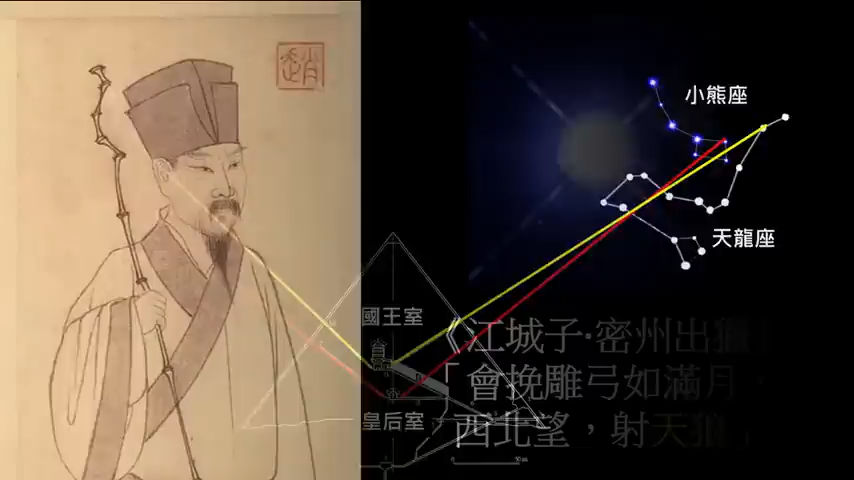 小熊座
天龍座
國王室
皇后室
《江城子·密州出獵
「會挽雕弓如滿月,
西北望，射天狼」